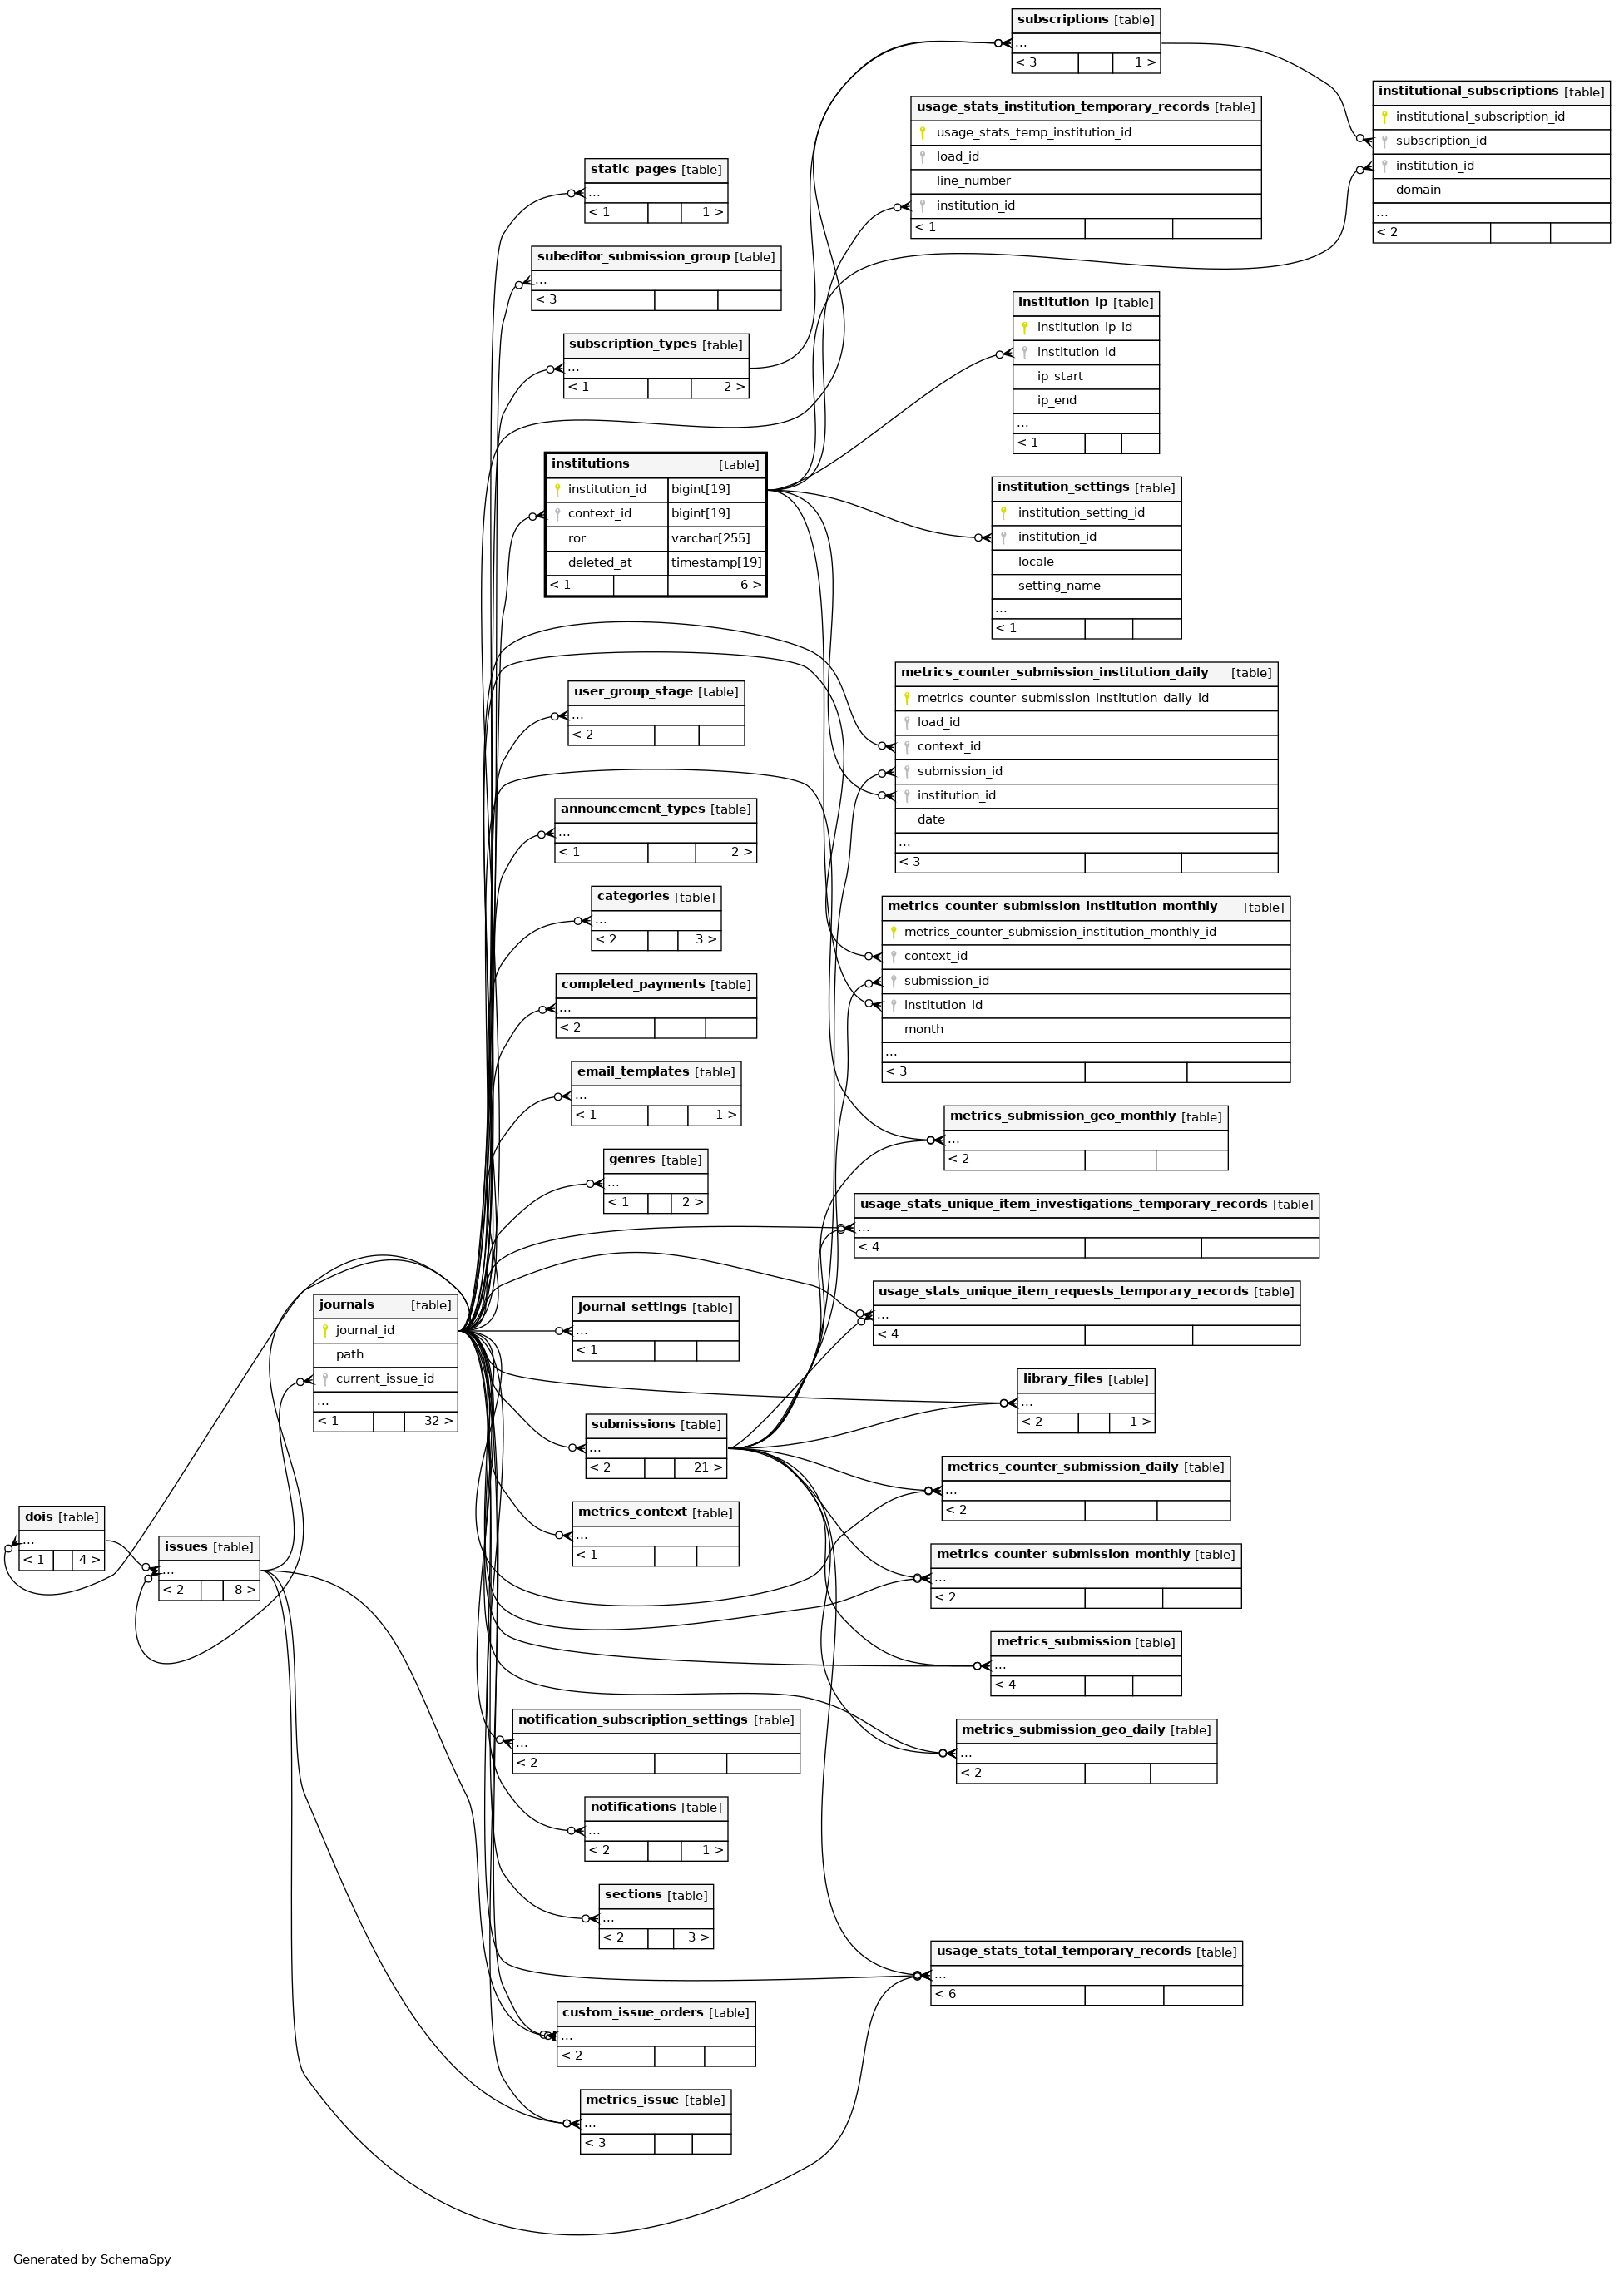 subscriptions [table]
...
< 3 1 >
usage_stats_institution_temporary_records [table]
usage_stats_temp_institution_id
load_id
line_number
institution_id
< 1
institutional_subscriptions [table]
institutional_subscription_id
subscription_id
institution_id
domain
...
< 2
static_pages [table]
...
< 1 1 >
subeditor_submission_group [table]
...
< 3
subscription_types [table]
...
< 1 2 >
institution_ip [table]
institution_ip_id
institution_id
ip_start
ip_end
...
< 1
institutions [table]
institution_id bigint[19]
context_id bigint[19]
ror varchar[255]
deleted_at timestamp[19]
< 1 6 >
institution_settings [table]
institution_setting_id
institution_id
locale
setting_name
...
< 1
user_group_stage [table]
...
< 2
metrics_counter_submission_institution_daily [table]
metrics_counter_submission_institution_daily_id
load_id
context_id
submission_id
institution_id
date
...
< 3
announcement_types [table]
...
< 1 2 >
categories [table]
...
< 2 3 >
metrics_counter_submission_institution_monthly [table]
metrics_counter_submission_institution_monthly_id
context_id
submission_id
institution_id
month
...
< 3
completed_payments [table]
...
< 2
email_templates [table]
...
< 1 1 >
metrics_submission_geo_monthly [table]
...
< 2
genres [table]
...
< 1 2 >
usage_stats_unique_item_investigations_temporary_records [table]
...
< 4
usage_stats_unique_item_requests_temporary_records [table]
...
< 4
journals [table]
journal_id
path
current_issue_id
...
< 1 32 >
journal_settings [table]
...
< 1
library_files [table]
...
< 2 1 >
submissions [table]
...
< 2 21 >
metrics_counter_submission_daily [table]
...
< 2
metrics_context [table]
...
< 1
dois [table]
...
< 1 4 >
issues [table]
...
< 2 8 >
metrics_counter_submission_monthly [table]
...
< 2
metrics_submission [table]
...
< 4
notification_subscription_settings [table]
...
< 2
metrics_submission_geo_daily [table]
...
< 2
notifications [table]
...
< 2 1 >
sections [table]
...
< 2 3 >
usage_stats_total_temporary_records [table]
...
< 6
custom_issue_orders [table]
...
< 2
metrics_issue [table]
...
< 3
Generated by SchemaSpy